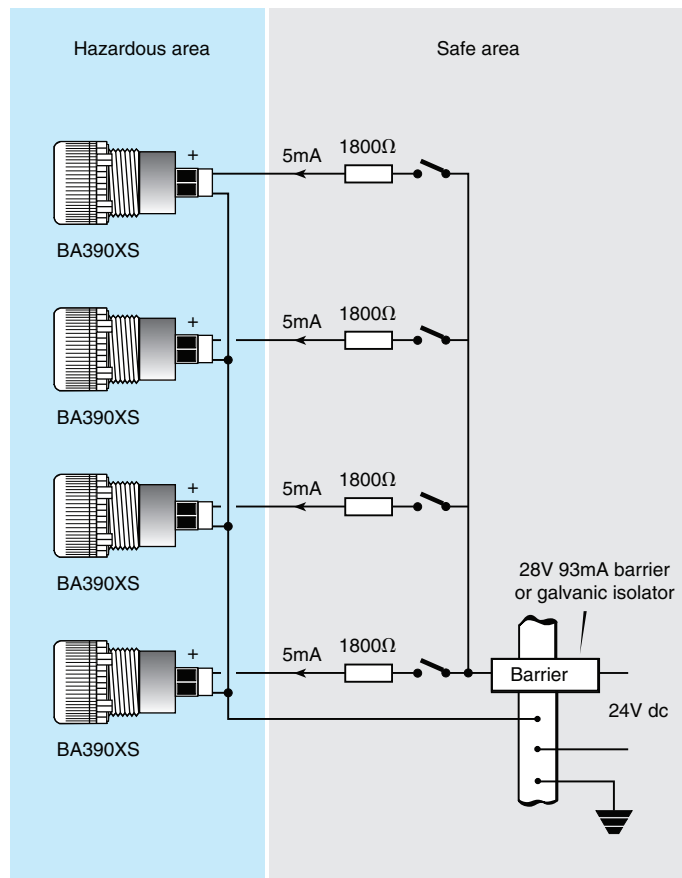 Hazardous area
Safe area
1800Ω
5mA
+
BA390XS
1800Ω
5mA
+
BA390XS
1800Ω
5mA
+
BA390XS
28V 93mA barrier
or galvanic isolator
1800Ω
5mA
+
Barrier
24V dc
BA390XS